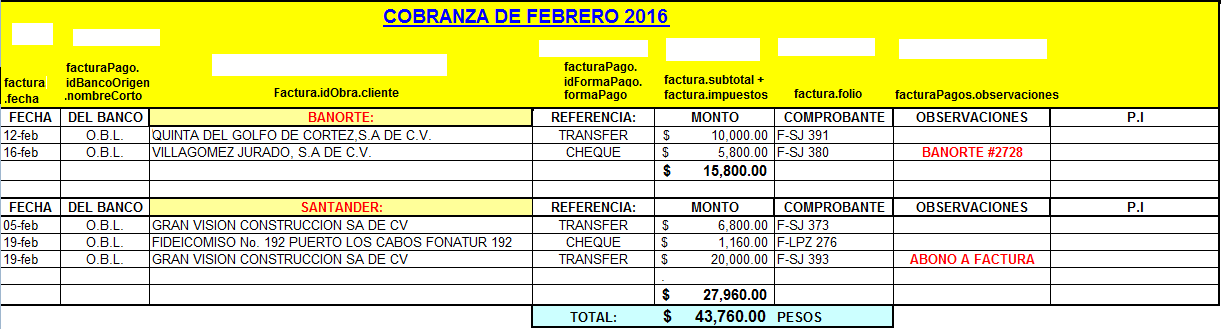 COBRANZA DE FEBRERO 2016
factura .fecha
facturaPago. idBancoOrigen .nombreCorto
Factura.idObra.cliente
facturaPago. idFormaPago. formaPago
factura.subtotal + factura.impuestos
factura.folio
facturaPagos.observaciones
FECHA DEL BANCO BANORTE: REFERENCIA: MONTO COMPROBANTE OBSERVACIONES P.I
12-feb O.B.L. QUINTA DEL GOLFO DE CORTEZ,S.A DE C.V. TRANSFER $ 10,000.00 F-SJ 391
16-feb O.B.L. VILLAGOMEZ JURADO, S.A DE C.V. CHEQUE $ 5,800.00 F-SJ 380 BANORTE #2728
$ 15,800.00
FECHA DEL BANCO SANTANDER: REFERENCIA: MONTO COMPROBANTE OBSERVACIONES P.I
05-feb O.B.L. GRAN VISION CONSTRUCCION SA DE CV TRANSFER $ 6,800.00 F-SJ 373
19-feb O.B.L. FIDEICOMISO No. 192 PUERTO LOS CABOS FONATUR 192 CHEQUE $ 1,160.00 F-LPZ 276
19-feb O.B.L. GRAN VISION CONSTRUCCION SA DE CV TRANSFER $ 20,000.00 F-SJ 393 ABONO A FACTURA
.
$ 27,960.00
TOTAL: $ 43,760.00 PESOS